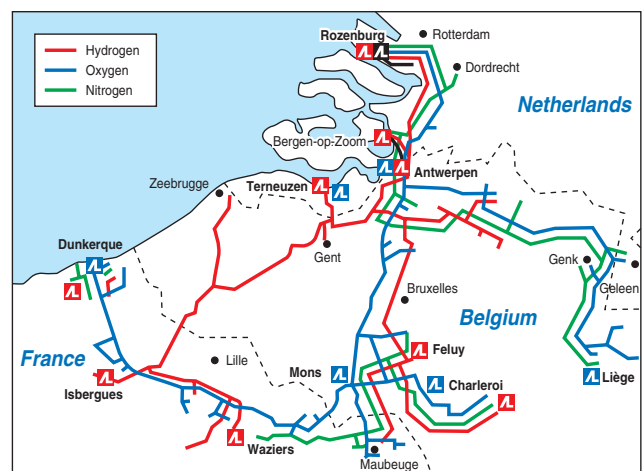 Hydrogen
Oxygen
Nitrogen
Rozenburg
Rotterdam
Dordrecht
Netherlands
Bergen-op-Zoom
Antwerpen
Zeebrugge
Terneuzen
Dunkerque
Gent
Genk
Geleen
Bruxelles
Belgium
France
Lille
Mons
Feluy
Charleroi
Liège
Isbergues
Waziers
Maubeuge